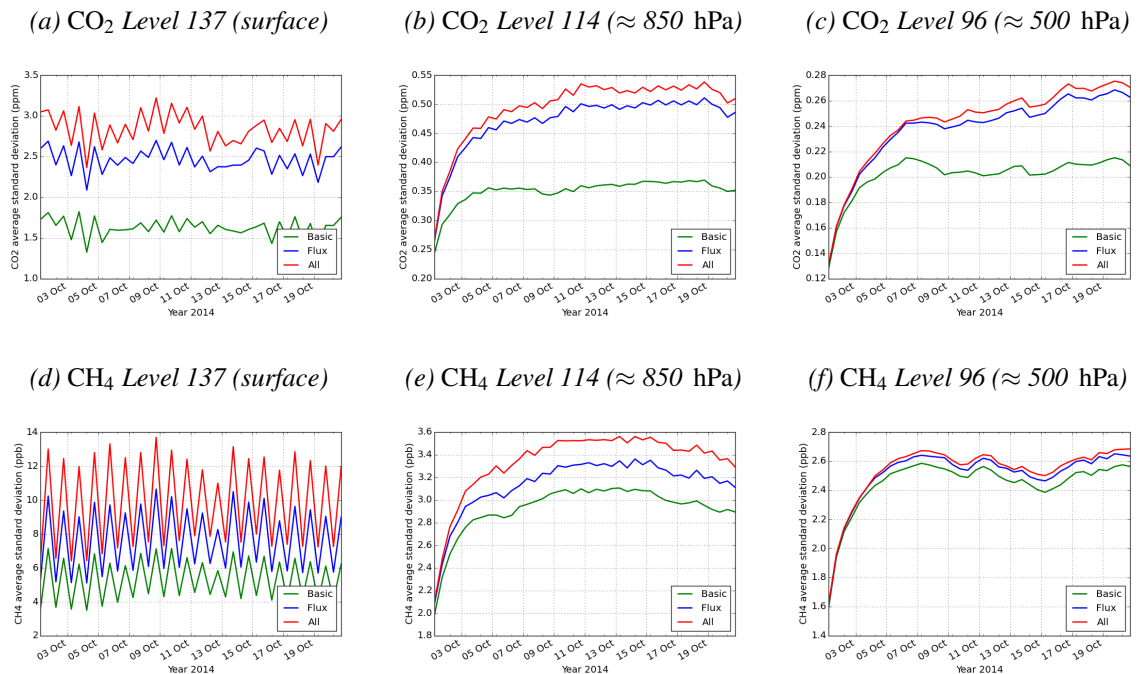 (a) CO2 Level 137 (surface)
3.5
3.0
2.5
2.0
1.5
1.0
CO2 average standard deviation (ppm)
03 Oct
05 Oct
07 Oct
09 Oct
11 Oct
13 Oct
15 Oct
17 Oct
19 Oct
Year 2014
Basic
Flux
All
(b) CO2 Level 114 (≈ 850 hPa)
0.55
0.50
0.45
0.40
0.35
0.30
0.25
0.20
CO2 average standard deviation (ppm)
03 Oct
05 Oct
07 Oct
09 Oct
11 Oct
13 Oct
15 Oct
17 Oct
19 Oct
Year 2014
Basic
Flux
All
(c) CO2 Level 96 (≈ 500 hPa)
0.28
0.26
0.24
0.22
0.20
0.18
0.16
0.14
0.12
CO2 average standard deviation (ppm)
03 Oct
05 Oct
07 Oct
09 Oct
11 Oct
13 Oct
15 Oct
17 Oct
19 Oct
Year 2014
Basic
Flux
All
(d) CH4 Level 137 (surface)
14
12
10
8
6
4
2
CH4 average standard deviation (ppb)
03 Oct
05 Oct
07 Oct
09 Oct
11 Oct
13 Oct
15 Oct
17 Oct
19 Oct
Year 2014
Basic
Flux
All
(e) CH4 Level 114 (≈ 850 hPa)
3.6
3.4
3.2
3.0
2.8
2.6
2.4
2.2
2.0
1.8
CH4 average standard deviation (ppb)
03 Oct
05 Oct
07 Oct
09 Oct
11 Oct
13 Oct
15 Oct
17 Oct
19 Oct
Year 2014
Basic
Flux
All
(f) CH4 Level 96 (≈ 500 hPa)
2.8
2.6
2.4
2.2
2.0
1.8
1.6
1.4
CH4 average standard deviation (ppb)
03 Oct
05 Oct
07 Oct
09 Oct
11 Oct
13 Oct
15 Oct
17 Oct
19 Oct
Year 2014
Basic
Flux
All